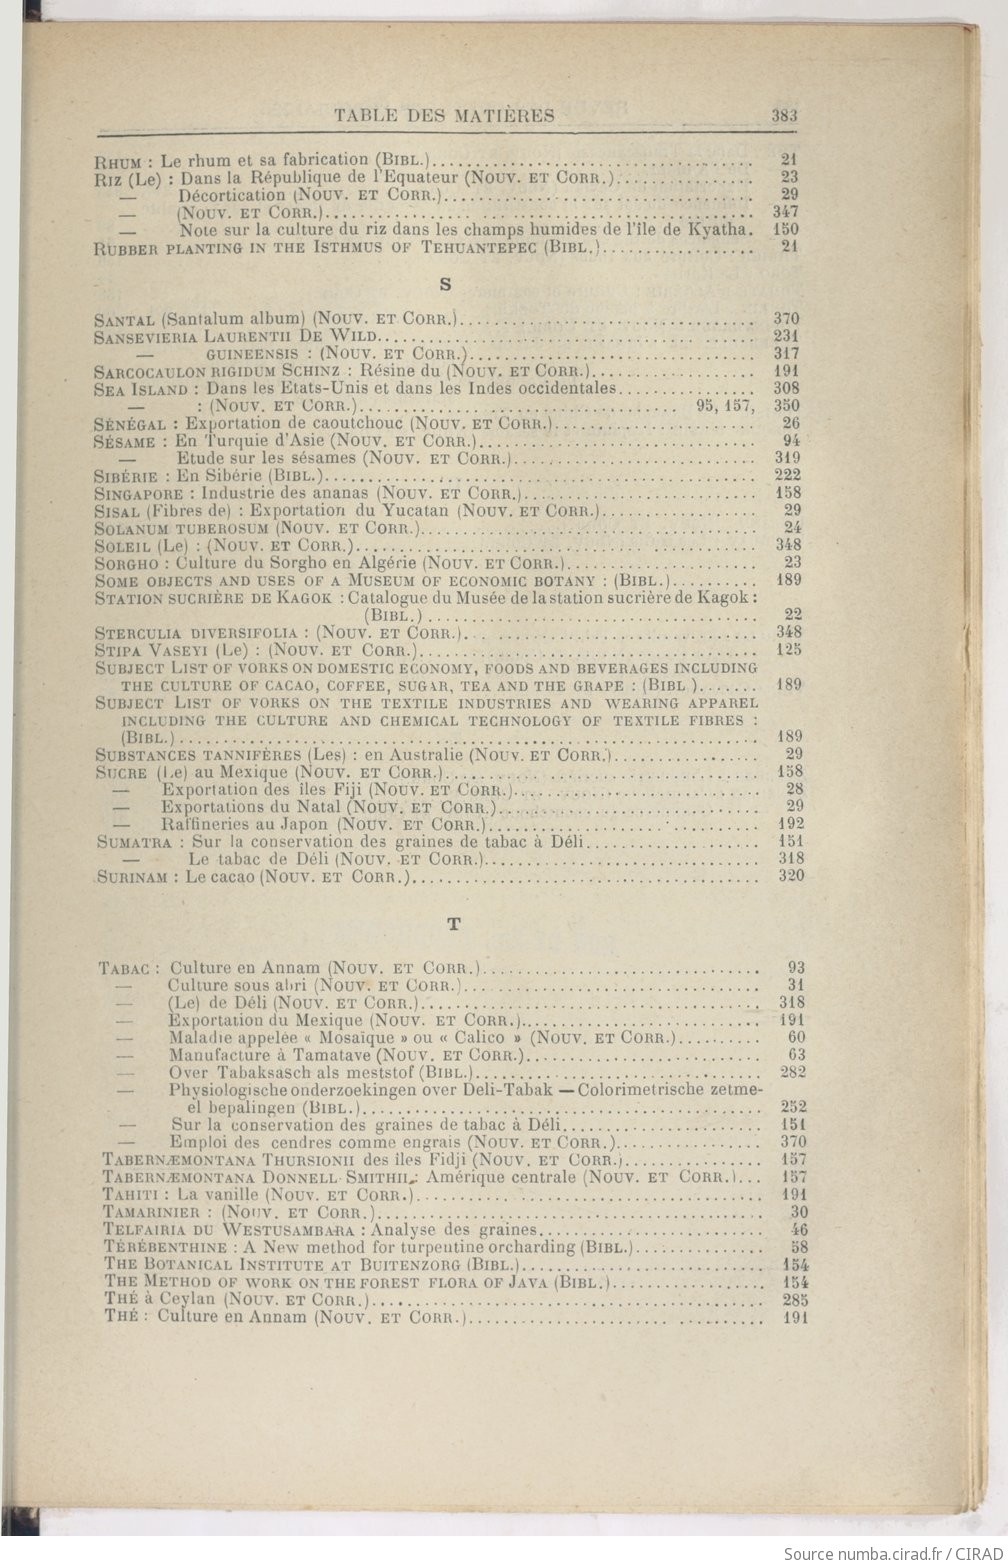 TABLE DES MATIÈRES 383
RHUM : Le rhum et sa fabrication (BIBL.) 21
RIZ (Le) : Dans la République de l'Equateur (NOUV. ET CORR.) 23
— Décortication (NOUV. ET CORR.) 29
— (NOUV. ET CORR.) 347
— Note sur la culture du riz dans les champs humides de l'île de Kyatha. 150
RUBBER PLANTING IN THE ISTHMUS OF TEHUANTEPEC (BIBL.) 21
S
SANTAL (Santalum album) (NOUV. ET CORR.) 370
SANSEVIERIA LAURENTII DE WILD 231
— GUINEENSIS : (NOUV. ET CORR.) 317
SARCOCAULON RIGIDUM SCHINZ : Résine du (NOUV. ET CORR.) 191
SEA ISLAND : Dans les Etats-Unis et dans les Indes occidentales 308
— : (NOUV. ET CORR.) 95, 157, 350
SÉNÉGAL : Exportation de caoutchouc (NOUV. ET CORR.) 26
SÉSAME : En Turquie d'Asie (NOUV. ET CORR.) 94
— Etude sur les sésames (NOUV. ET CORR.) 319
SIBÉRIE : En Sibérie (BIBL.) 222
SINGAPORE : Industrie des ananas (NOUV. ET CORR.) 158
SISAL (Fibres de) : Exportation du Yucatan (NOUV. ET CORR.) 29
SOLANUM TUBEROSUM (NOUV. ET CORR.) 24
SOLEIL (Le) : (NOUV. ET CORR.) 348
SORGHO : Culture du Sorgho en Algérie (NOUV. ET CORR.) 23
SOME OBJECTS AND USES OF A MUSEUM OF ECONOMIC BOTANY : (BIBL.) 189
STATION SUCRIÈRE DE KAGOK : Catalogue du Musée de la station sucrière de Kagok :
(BIBL.) 22
STERCULIA DIVERSIFOLIA : (NOUV. ET CORR.) 348
STIPA VASEYI (Le) : (NOUV. ET CORR.) 125
SUBJECT LIST OF VORKS ON DOMESTIC ECONOMY, FOODS AND BEVERAGES INCLUDING
THE CULTURE OF CACAO, COFFEE, SUGAR, TEA AND THE GRAPE : (BIBL ) 189
SUBJECT LIST OF VORKS ON THE TEXTILE INDUSTRIES AND WEARING APPAREL
INCLUDING THE CULTURE AND CHEMICAL TECHNOLOGY OF TEXTILE FIBRES :
(BIBL.) 189
SUBSTANCES TANNIFÈRES (Les) : en Australie (NOUV. ET CORR.) 29
SUCRE (Le) au Mexique (NOUV. ET CORR.) 158
— Exportation des îles Fiji (NOUV. ET CORR.) 28
— Exportations du Natal (NOUV. ET CORR.) 29
— Raffineries au Japon (NOUV. ET CORR.) 192
SUMATRA : Sur la conservation des graines de tabac à Déli 151
— Le tabac de Déli (NOUV. ET CORR.) 318
SURINAM : Le cacao (NOUV. ET CORR.) 320
T
TABAC : Culture en Annam (NOUV. ET CORR.) 93
— Culture sous abri (NOUV. ET CORR.) 31
— (Le) de Déli (NOUV. ET CORR.) 318
— Exportation du Mexique (NOUV. ET CORR.) 191
— Maladie appelée « Mosaïque » ou « Calico » (NOUV. ET CORR.) 60
— Manufacture à Tamatave (NOUV. ET CORR.) 63
— Over Tabaksasch als meststof (BIBL.) 282
— Physiologische onderzoekingen over Deli-Tabak — Colorimetrische zetme-
el bepalingen (BIBL.) 252
— Sur la conservation des graines de tabac à Déli 151
— Emploi des cendres comme engrais (NOUV. ET CORR.) 370
TABERNÆMONTANA THURSIONII des îles Fidji (NOUV. ET CORR.) 157
TABERNÆMONTANA DONNELL SMITHII : Amérique centrale (NOUV. ET CORR.) 157
TAHITI : La vanille (NOUV. ET CORR.) 191
TAMARINIER : (NOUV. ET CORR.) 30
TELFAIRIA DU WESTUSAMBARA : Analyse des graines 46
TÉRÉBENTHINE : A New method for turpentine orcharding (BIBL.) 58
THE BOTANICAL INSTITUTE AT BUITENZORG (BIBL.) 154
THE METHOD OF WORK ON THE FOREST FLORA OF JAVA (BIBL.) 154
THÉ à Ceylan (NOUV. ET CORR.) 285
THÉ : Culture en Annam (NOUV. ET CORR.) 191
Source numba.cirad.fr / CIRAD